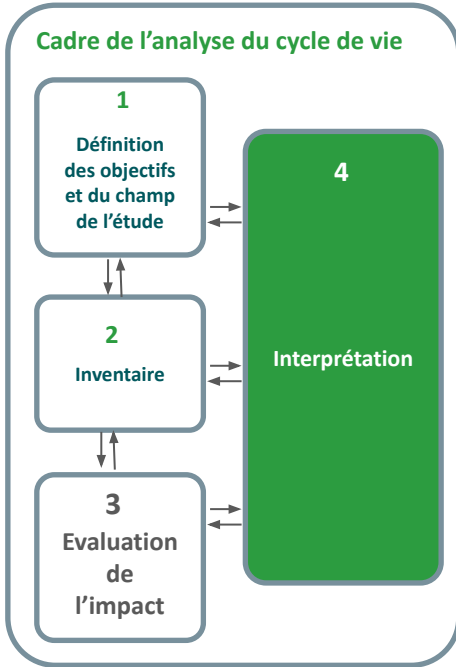 Cadre de l’analyse du cycle de vie
1
Définition
des objectifs
et du champ
de l’étude
2
Inventaire
3
Evaluation
de
l’impact
4
Interprétation